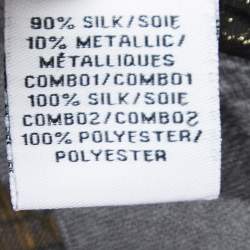 90% SILK/SOIE
10% METALLIC/
MÉTALLIQUES
COMBO1/COMBO1
100% SILK/SOIE
COMBO2/COMBO2
100% POLYESTER/
POLYESTER